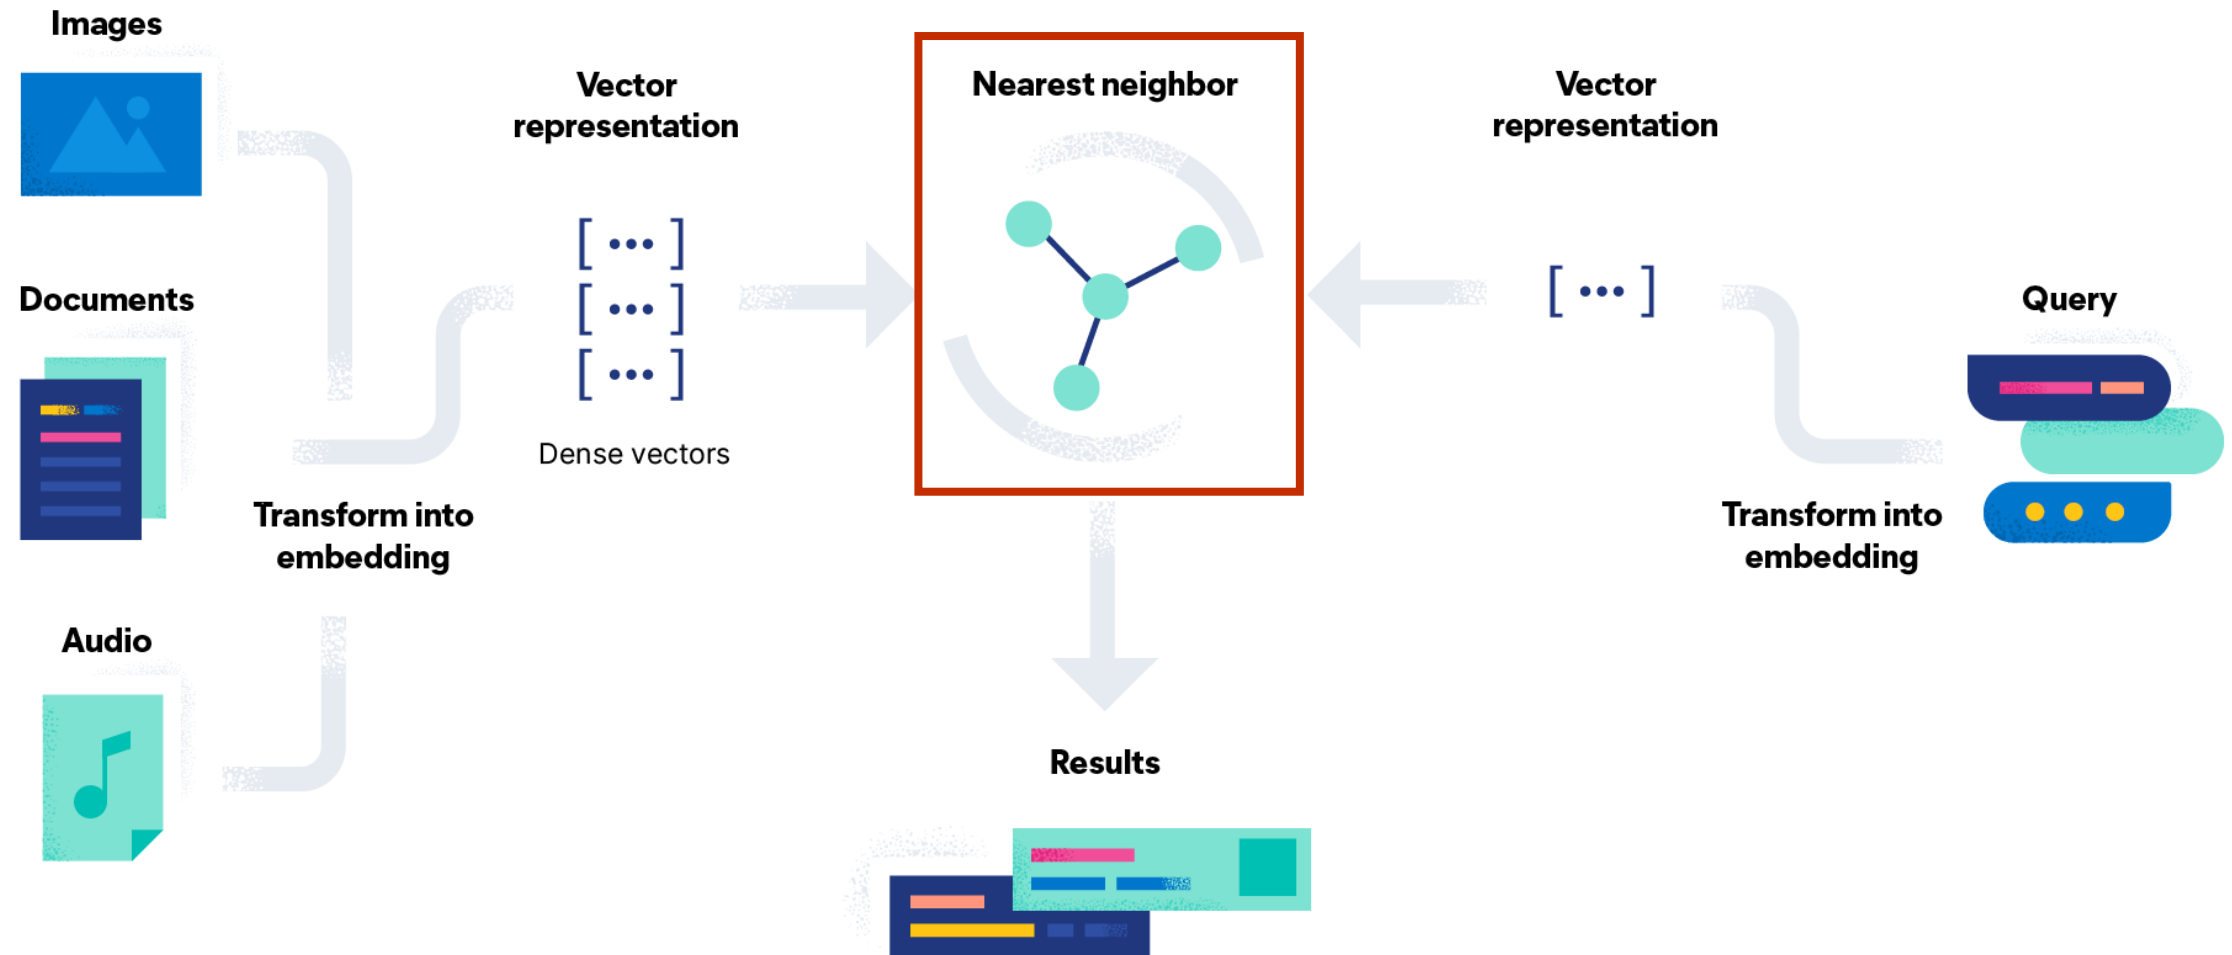 Images
Documents
Audio
Transform into
embedding
Vector
representation
[ ••• ]
[ ••• ]
[ ••• ]
Dense vectors
Nearest neighbor
Results
Vector
representation
[ ••• ]
Transform into
embedding
Query